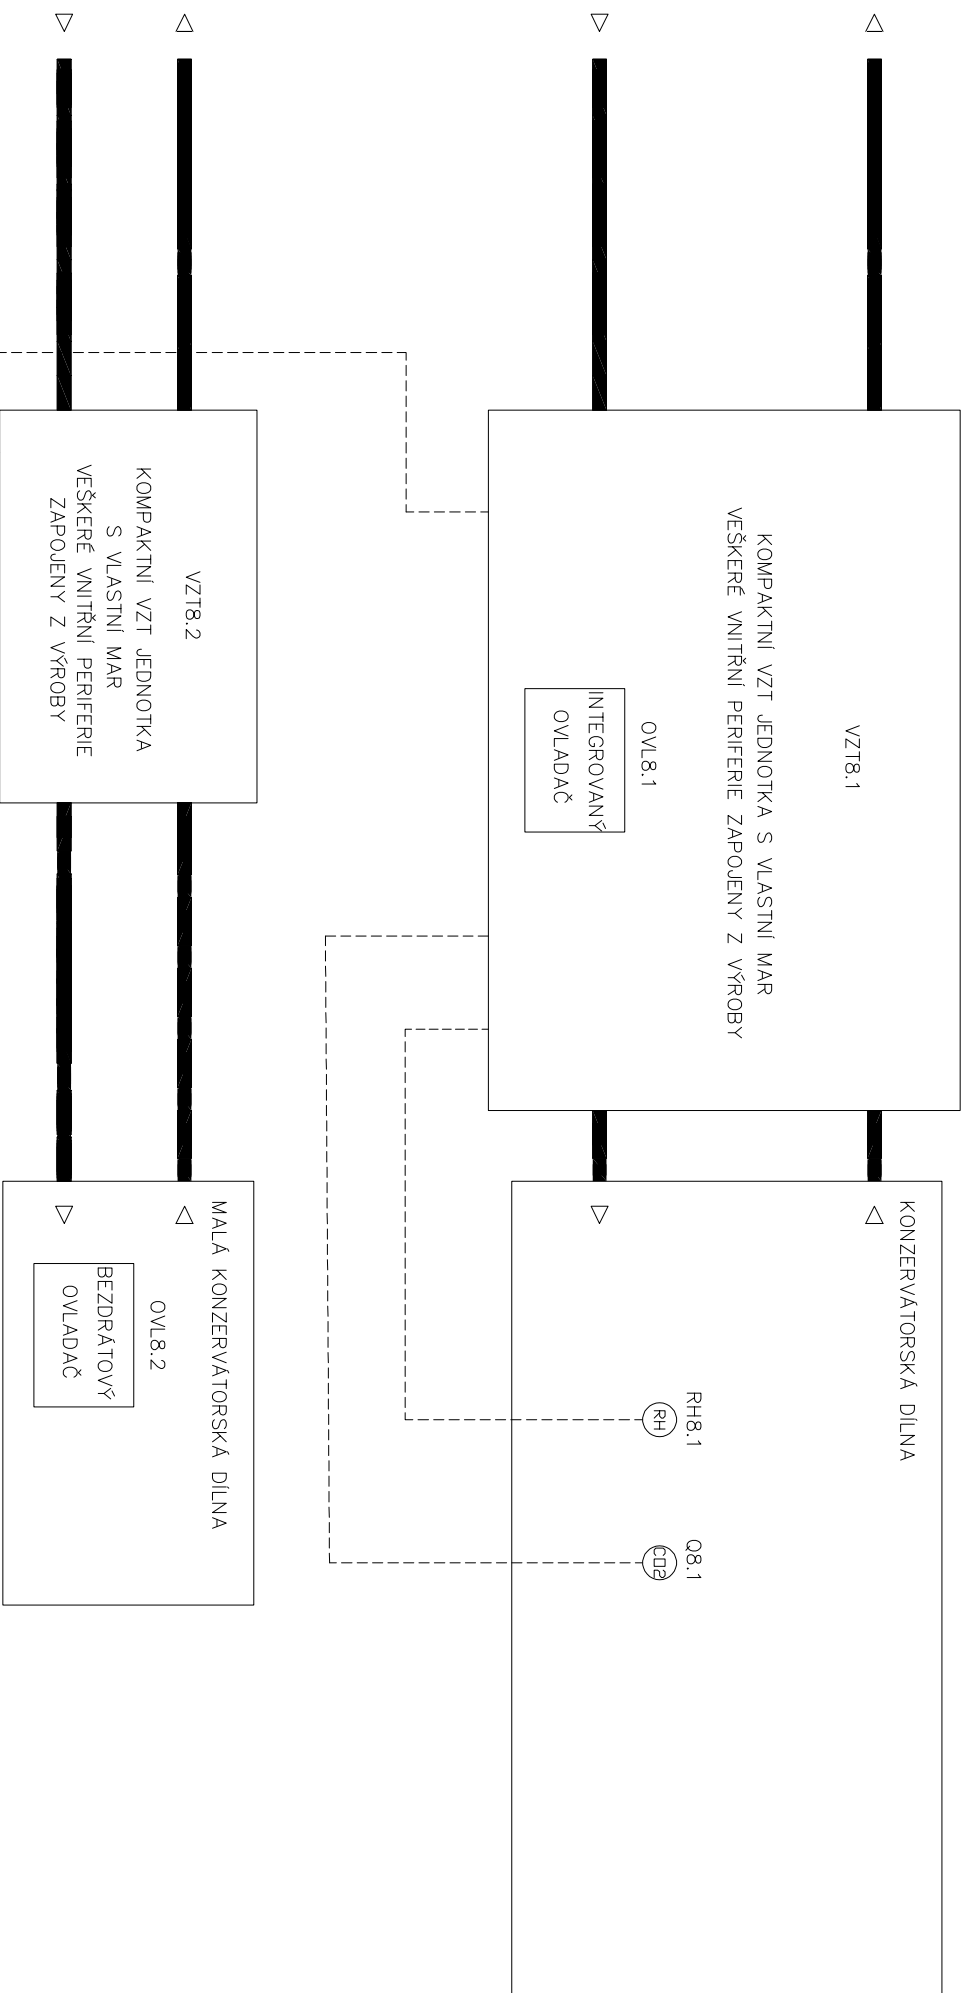 VZT8.1
KOMPAKTNÍ VZT JEDNOTKA S VLASTNÍ MAR
VEŠKERÉ VNITŘNÍ PERIFERIE ZAPOJENY Z VÝROBY
OVL8.1
INTEGROVANÝ
OVLADAČ
KONZERVÁTORSKÁ DÍLNA
RH8.1
RH
Q8.1
CO2
VZT8.2
KOMPAKTNÍ VZT JEDNOTKA
S VLASTNÍ MAR
VEŠKERÉ VNITŘNÍ PERIFERIE
ZAPOJENY Z VÝROBY
MALÁ KONZERVÁTORSKÁ DÍLNA
OVL8.2
BEZDRÁTOVÝ
OVLADAČ